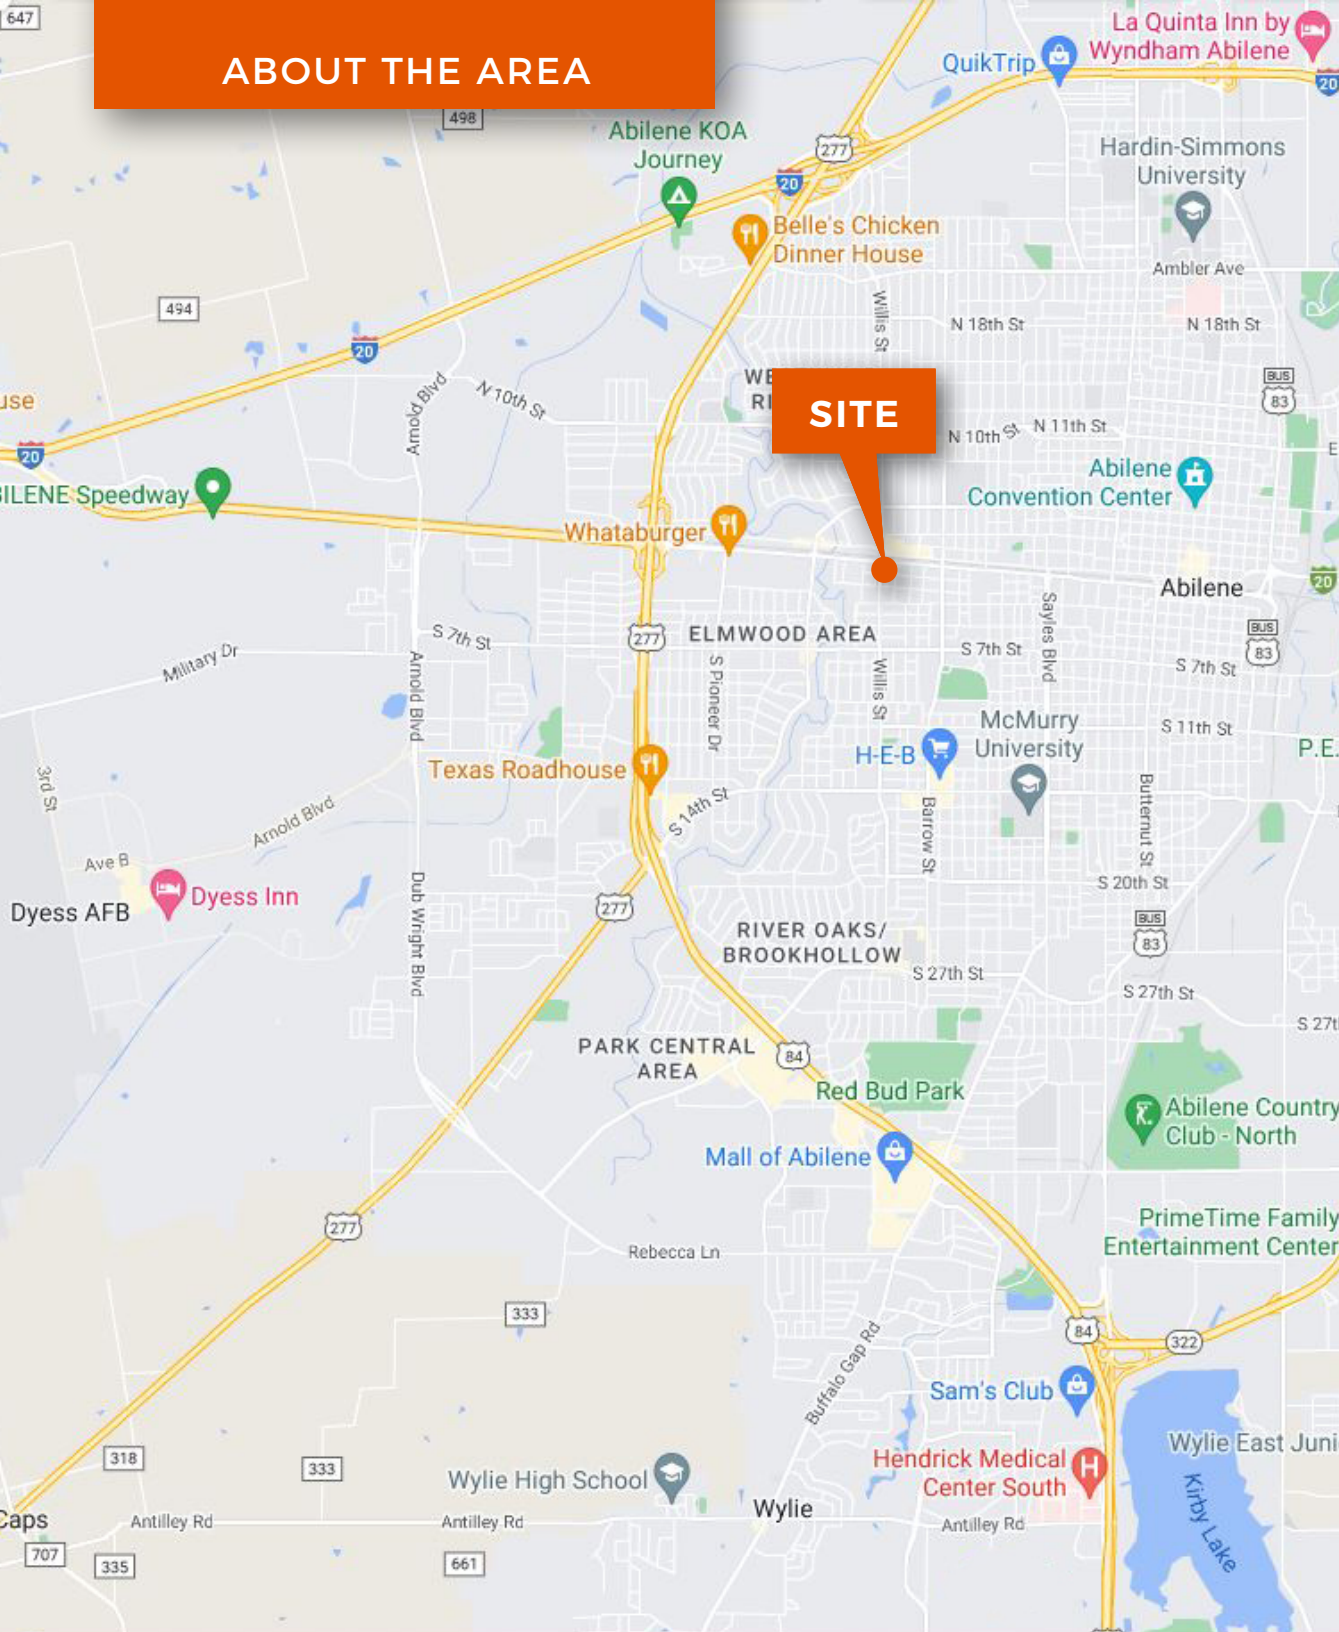 647
ABOUT THE AREA
La Quinta Inn by
Wyndham Abilene
QuikTrip
20
498
Abilene KOA
Journey
277
20
Hardin-Simmons
University
Belle's Chicken
Dinner House
Ambler Ave
494
Willis St
N 18th St
N 18th St
20
WE
RI
SITE
BUS
83
use
Arnold Blvd
N 10th St
N 10th St
N 11th St
E
20
Abilene
Convention Center
BILENE Speedway
Whataburger
Abilene
20
Sayles Blvd
S 7th St
277
ELMWOOD AREA
BUS
83
S 7th St
S 7th St
Military Dr
Arnold Blvd
S Pioneer Dr
Willis St
McMurry
University
S 11th St
H-E-B
P.E.
Texas Roadhouse
3rd St
S 14th St
Arnold Blvd
Barrow St
Butternut St
Ave B
Dyess Inn
Dyess AFB
Dub Wright Blvd
277
S 20th St
BUS
83
RIVER OAKS/
BROOKHOLLOW
S 27th St
S 27th St
S 27t
PARK CENTRAL
AREA
84
Red Bud Park
Abilene Country
Club - North
Mall of Abilene
277
PrimeTime Family
Entertainment Center
Rebecca Ln
333
84
322
Buffalo Gap Rd
Sam's Club
318
333
Wylie High School
Hendrick Medical
Center South
H
Wylie East Juni
Kirby Lake
Caps
Antilley Rd
Antilley Rd
Wylie
Antilley Rd
707
335
661